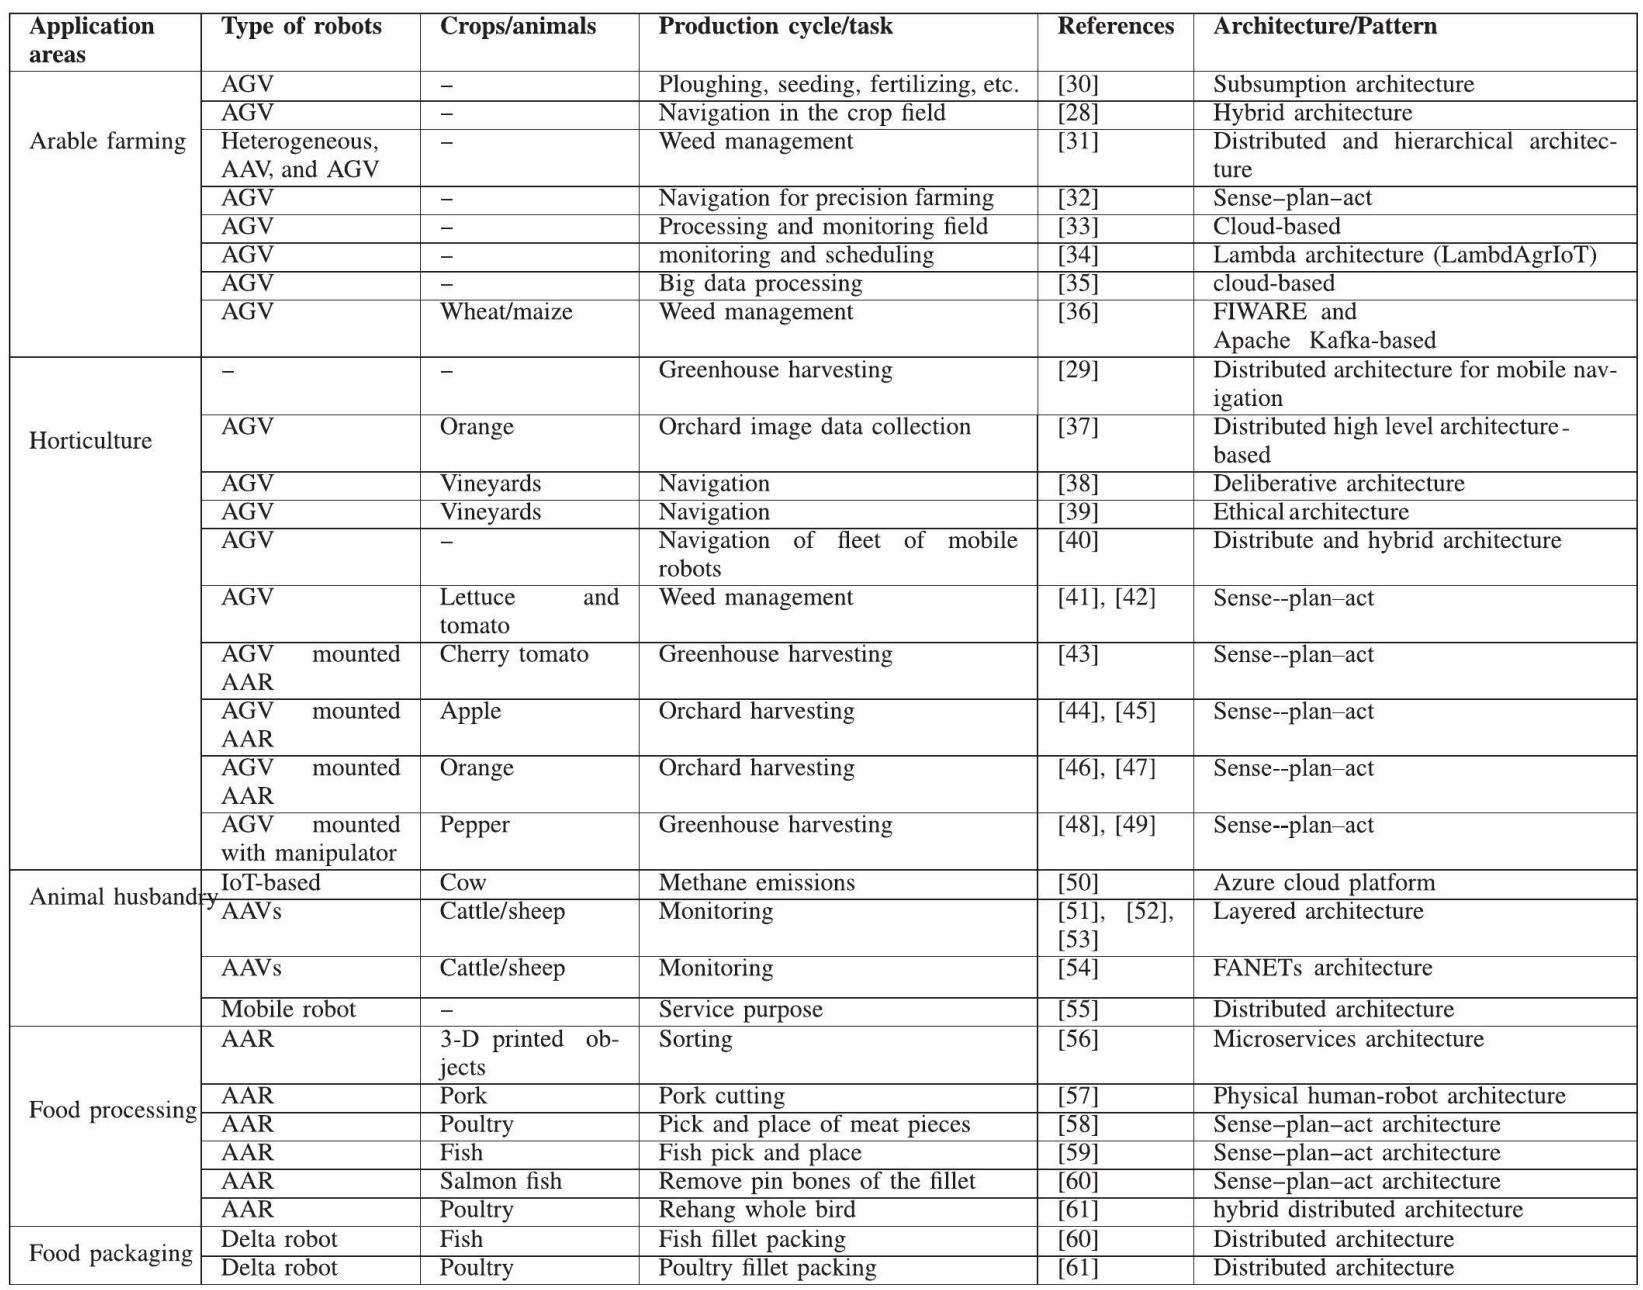 Application areas | Type of robots | Crops/animals | Production cycle/task | References | Architecture/Pattern
Arable farming | AGV | – | Ploughing, seeding, fertilizing, etc. | [30] | Subsumption architecture
AGV | – | Navigation in the crop field | [28] | Hybrid architecture
Heterogeneous, AAV, and AGV | – | Weed management | [31] | Distributed and hierarchical architec-ture
AGV | – | Navigation for precision farming | [32] | Sense–plan–act
AGV | – | Processing and monitoring field | [33] | Cloud-based
AGV | – | monitoring and scheduling | [34] | Lambda architecture (LambdAgrIoT)
AGV | – | Big data processing | [35] | cloud-based
AGV | Wheat/maize | Weed management | [36] | FIWARE and Apache Kafka-based
Horticulture | – | – | Greenhouse harvesting | [29] | Distributed architecture for mobile nav-igation
AGV | Orange | Orchard image data collection | [37] | Distributed high level architecture-based
AGV | Vineyards | Navigation | [38] | Deliberative architecture
AGV | Vineyards | Navigation | [39] | Ethical architecture
AGV | – | Navigation of fleet of mobile robots | [40] | Distribute and hybrid architecture
AGV | Lettuce and tomato | Weed management | [41], [42] | Sense--plan–act
AGV mounted AAR | Cherry tomato | Greenhouse harvesting | [43] | Sense--plan–act
AGV mounted AAR | Apple | Orchard harvesting | [44], [45] | Sense--plan–act
AGV mounted AAR | Orange | Orchard harvesting | [46], [47] | Sense--plan–act
AGV mounted with manipulator | Pepper | Greenhouse harvesting | [48], [49] | Sense--plan–act
Animal husbandry | IoT-based | Cow | Methane emissions | [50] | Azure cloud platform
AAVs | Cattle/sheep | Monitoring | [51], [52], [53] | Layered architecture
AAVs | Cattle/sheep | Monitoring | [54] | FANETs architecture
Mobile robot | – | Service purpose | [55] | Distributed architecture
Food processing | AAR | 3-D printed ob-jects | Sorting | [56] | Microservices architecture
AAR | Pork | Pork cutting | [57] | Physical human-robot architecture
AAR | Poultry | Pick and place of meat pieces | [58] | Sense–plan–act architecture
AAR | Fish | Fish pick and place | [59] | Sense–plan–act architecture
AAR | Salmon fish | Remove pin bones of the fillet | [60] | Sense–plan–act architecture
AAR | Poultry | Rehang whole bird | [61] | hybrid distributed architecture
Food packaging | Delta robot | Fish | Fish fillet packing | [60] | Distributed architecture
Delta robot | Poultry | Poultry fillet packing | [61] | Distributed architecture